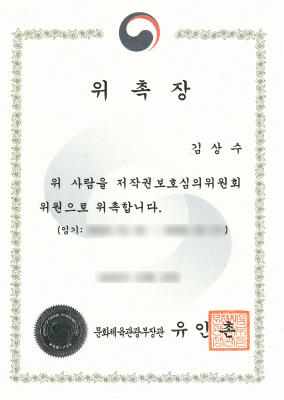 위 촉 장
김 상 수
위 사람을 저작권보호심의위원회
위원으로 위촉합니다.
(임기: )
문화체육관광부장관 유 인 촌